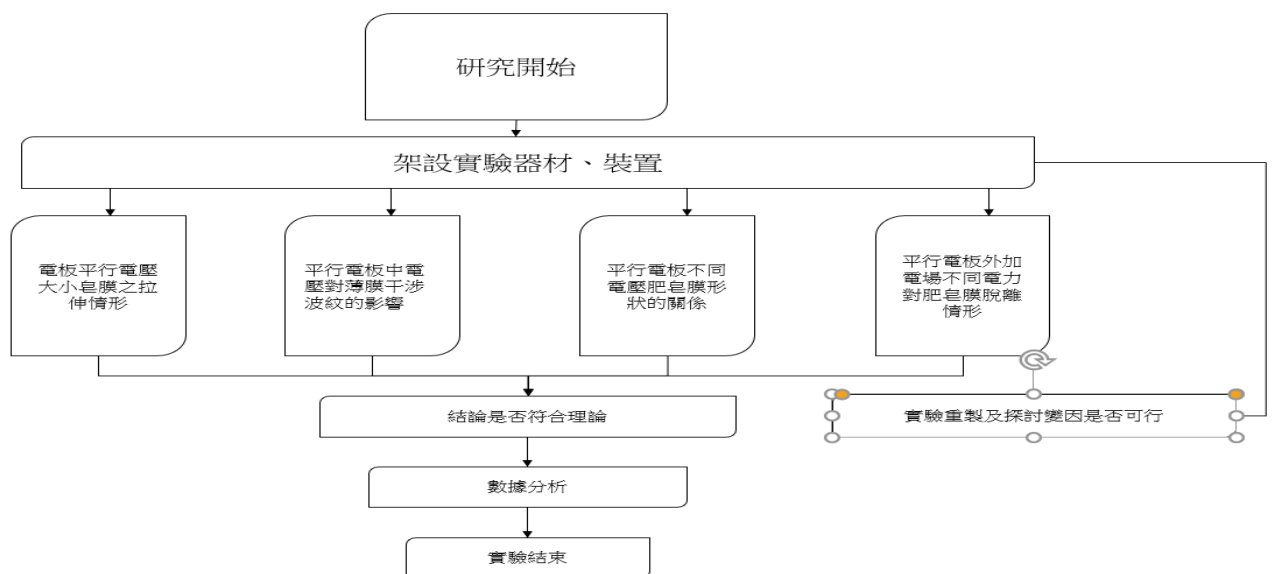 研究開始
架設實驗器材、裝置
電板平行電壓
大小皂膜之拉
伸情形
平行電板中電
壓對薄膜干涉
波紋的影響
平行電板不同
電壓肥皂膜形
狀的關係
平行電板外加
電場不同電力
對肥皂膜脫離
情形
結論是否符合理論
實驗重製及探討變因是否可行
數據分析
實驗結束